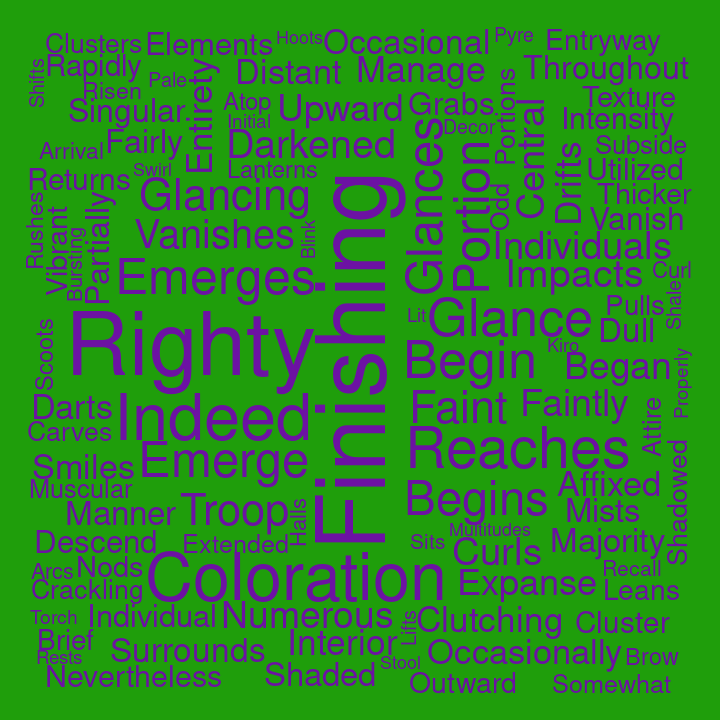 Clusters
Elements
Hoots
Occasional
Pyre
Entryway
Shifts
Rapidly
Pale
Entirety
Distant
Manage
Portions
Throughout
Risen
Singular.
Atop
Initial
Upward
Grabs
Decor
Central
Texture
Intensity
Fairly
Arrival
Swirl
Darkened
Lanterns
Glances
Portion
Odd
Drifts
Subside
Utilized
Returns
Rushes
Vibrant
Bursting
Partially
Glancing
Vanishes
Blink
Finishing
Thicker
Vanish
Individuals
Emerges
Impacts
Curl
Shale
Righty
Lit
Glance
Pulls
Dull
Kiro
Scoots
Begin
Began
Properly
Darts
Carves
Indeed
Faint
Faintly
Attire
Smiles
Emerge
Reaches
Shadowed
Muscular
Manner
Troop
Halls
Begins
Affixed
Mists
Descend
Extended
Sits
Multitudes
Curls
Majority
Arcs
Nods
Crackling
Coloration
Expanse
Recall
Leans
Torch
Individual
Numerous
Lifts
Clutching
Cluster
Brief
Rests
Surrounds
Interior
Stool
Occasionally
Brow
Nevertheless
Shaded
Outward
Somewhat